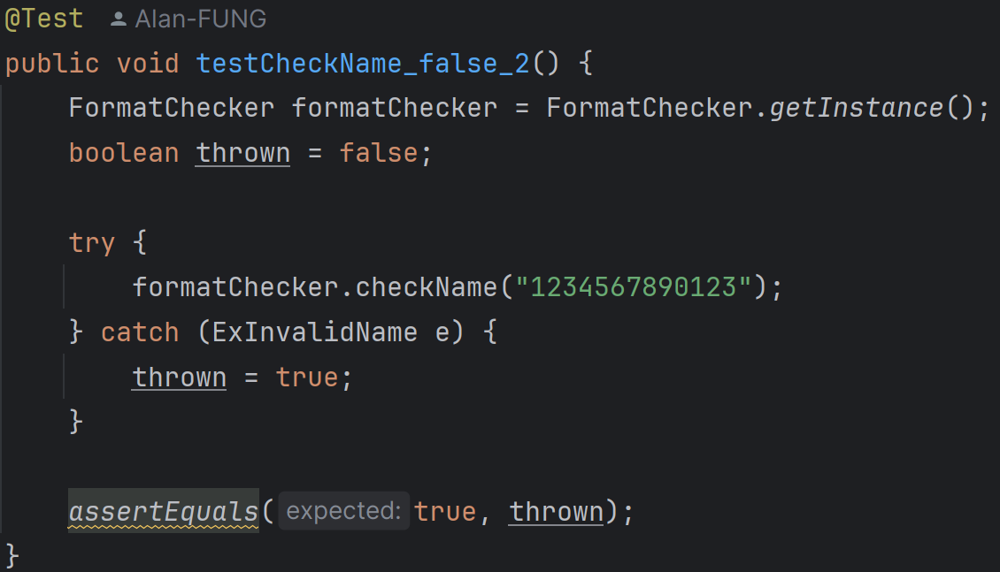 @Test Alan-FUNG
public void testCheckName_false_2() {
FormatChecker formatChecker = FormatChecker.getInstance();
boolean thrown = false;
try {
formatChecker.checkName("1234567890123");
} catch (ExInvalidName e) {
thrown = true;
}
assertEquals( expected: true, thrown);
}